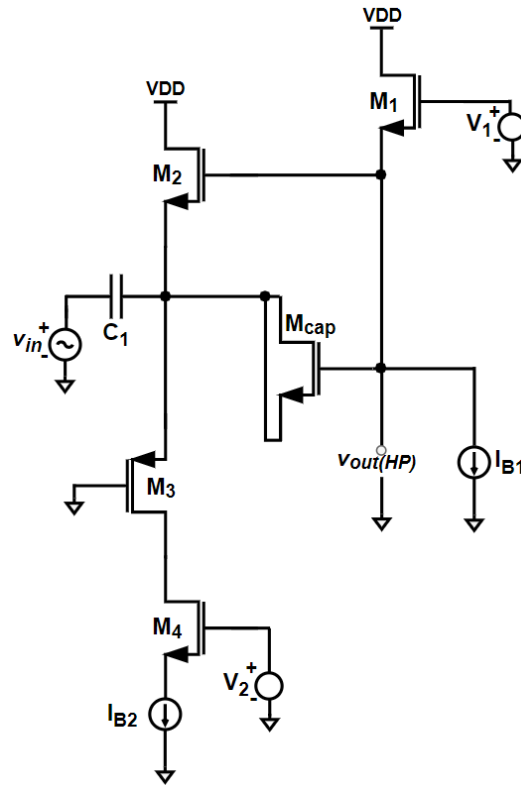 VDD
VDD
M1
V1
+
-
M2
Mcap
C1
vin
+
-
vout(HP)
IB1
M3
M4
V2
+
-
IB2